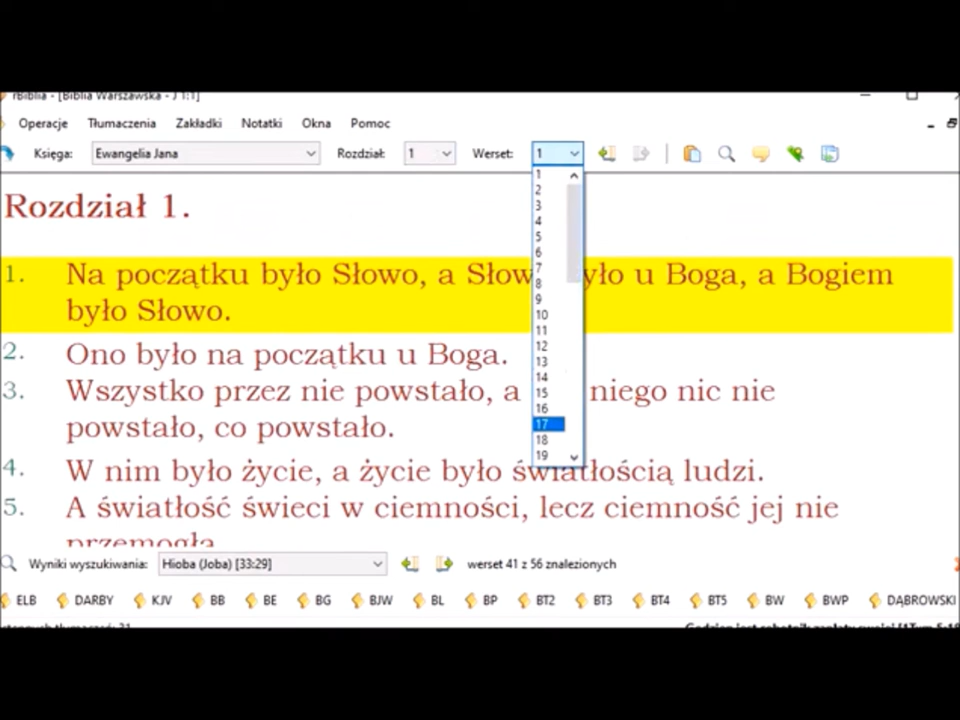 rBiblia - [Biblia Warszawska - J 1:1]
Operacje Tłumaczenia Zakładki Notatki Okna Pomoc
Księga: Ewangelia Jana Rozdział: 1 Werset: 1
1
2
3
4
5
6
7
8
9
10
11
12
13
14
15
16
17
18
19
Rozdział 1.
1. Na początku było Słowo, a Słow yło u Boga, a Bogiem
było Słowo.
2. Ono było na początku u Boga.
3. Wszystko przez nie powstało, a niego nic nie
powstało, co powstało.
4. W nim było życie, a życie było światłością ludzi.
5. A światłość świeci w ciemności, lecz ciemność jej nie
przemogła
Wyniki wyszukiwania: Hioba (Joba) [33:29] werset 41 z 56 znalezionych
ELB DARBY KJV BB BE BG BJW BL BP BT2 BT3 BT4 BT5 BW BWP DĄBROWSKI